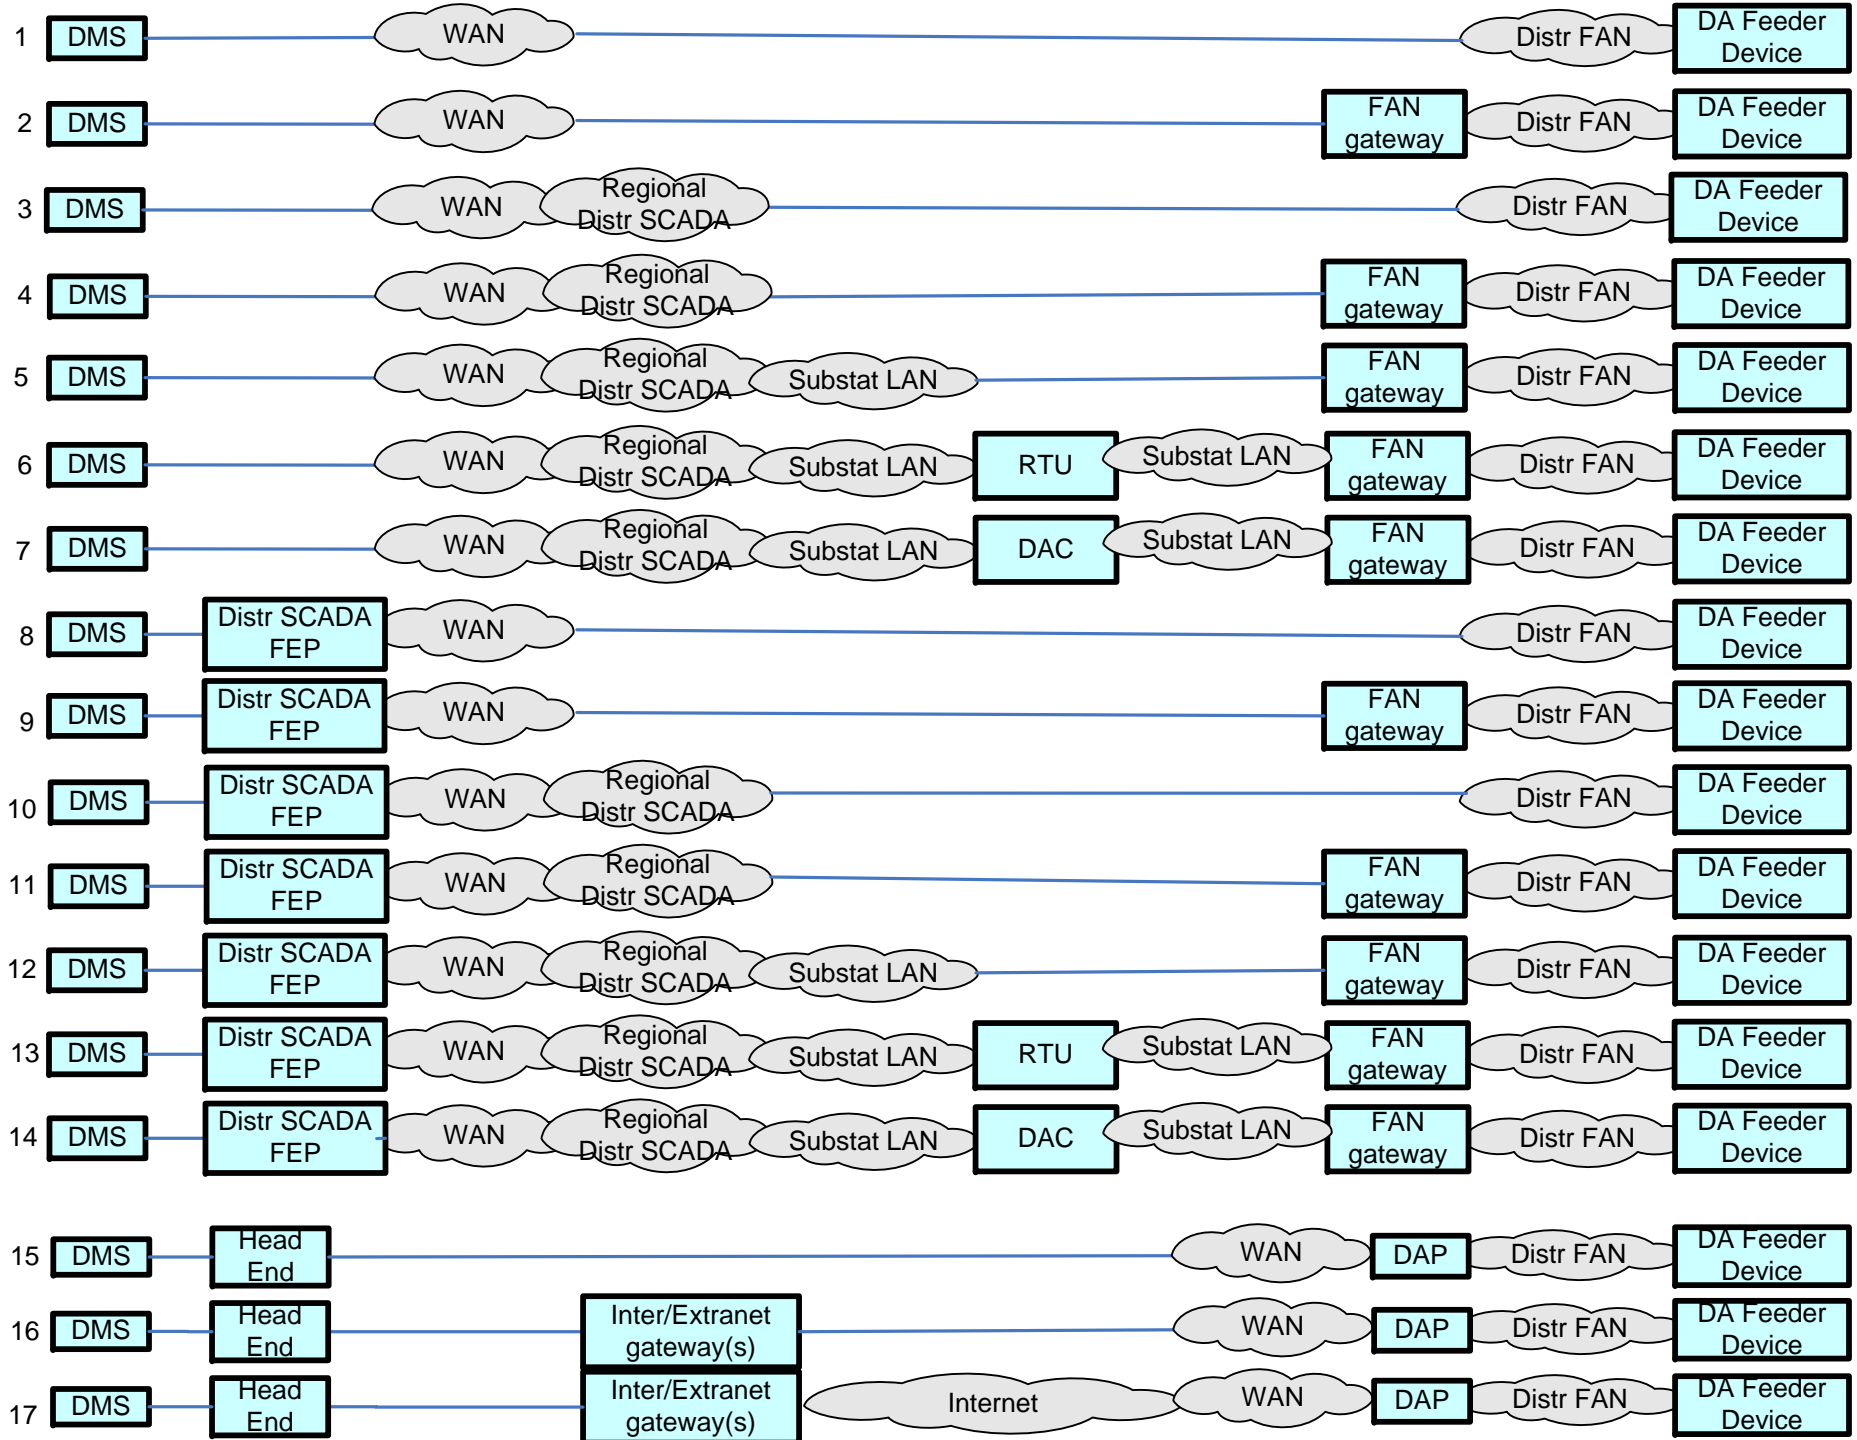 1 DMS WAN Distr FAN DA Feeder
Device
2 DMS WAN FAN
gateway Distr FAN DA Feeder
Device
3 DMS WAN Regional
Distr SCADA Distr FAN DA Feeder
Device
4 DMS WAN Regional
Distr SCADA FAN
gateway Distr FAN DA Feeder
Device
5 DMS WAN Regional
Distr SCADA Substat LAN FAN
gateway Distr FAN DA Feeder
Device
6 DMS WAN Regional
Distr SCADA Substat LAN RTU Substat LAN FAN
gateway Distr FAN DA Feeder
Device
7 DMS WAN Regional
Distr SCADA Substat LAN DAC Substat LAN FAN
gateway Distr FAN DA Feeder
Device
8 DMS Distr SCADA
FEP WAN Distr FAN DA Feeder
Device
9 DMS Distr SCADA
FEP WAN FAN
gateway Distr FAN DA Feeder
Device
10 DMS Distr SCADA
FEP WAN Regional
Distr SCADA Distr FAN DA Feeder
Device
11 DMS Distr SCADA
FEP WAN Regional
Distr SCADA FAN
gateway Distr FAN DA Feeder
Device
12 DMS Distr SCADA
FEP WAN Regional
Distr SCADA Substat LAN FAN
gateway Distr FAN DA Feeder
Device
13 DMS Distr SCADA
FEP WAN Regional
Distr SCADA Substat LAN RTU Substat LAN FAN
gateway Distr FAN DA Feeder
Device
14 DMS Distr SCADA
FEP WAN Regional
Distr SCADA Substat LAN DAC Substat LAN FAN
gateway Distr FAN DA Feeder
Device
15 DMS Head
End WAN DAP Distr FAN DA Feeder
Device
16 DMS Head
End Inter/Extranet
gateway(s) WAN DAP Distr FAN DA Feeder
Device
17 DMS Head
End Inter/Extranet
gateway(s) Internet WAN DAP Distr FAN DA Feeder
Device